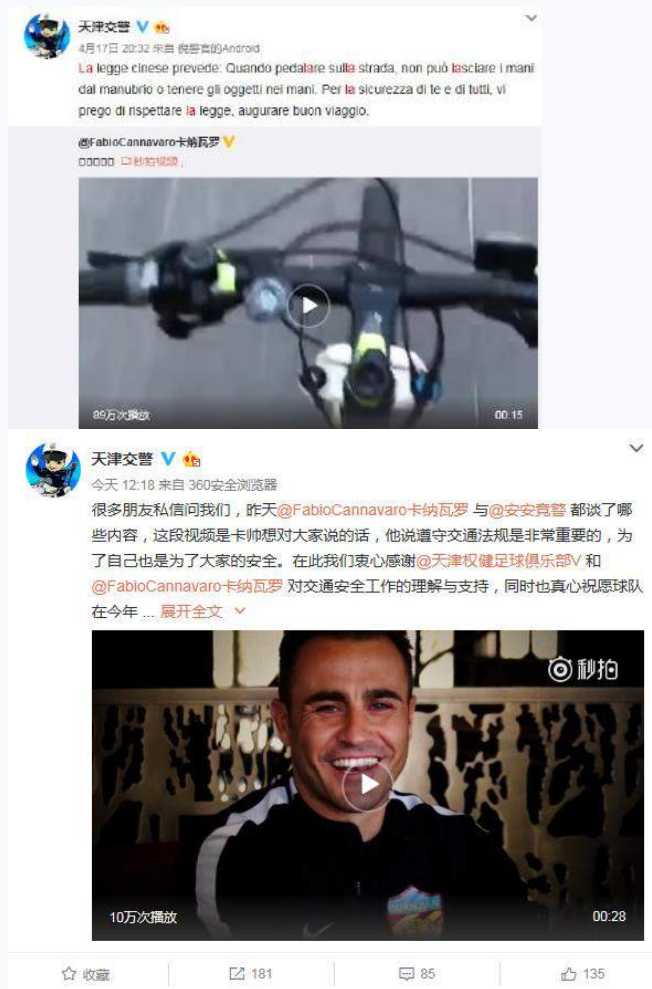 天津交警
4月17日 20:32 来自 倪警官的Android
La legge cinese prevede: Quando pedalare sulla strada, non può lasciare i mani
dal manubrio o tenere gli oggetti nei mani. Per la sicurezza di te e di tutti, vi
prego di rispettare la legge, augurare buon viaggio.
@FabioCannavaro卡纳瓦罗
秒拍视频 .
89万次播放
00:15
天津交警
今天 12:18 来自 360安全浏览器
很多朋友私信问我们，昨天@FabioCannavaro卡纳瓦罗 与@安安竟警 都谈了哪
些内容，这段视频是卡帅想对大家说的话，他说遵守交通法规是非常重要的，为
了自己也是为了大家的安全。在此我们衷心感谢@天津权健足球俱乐部V 和
@FabioCannavaro卡纳瓦罗 对交通安全工作的理解与支持，同时也真心祝愿球队
在今年 ... 展开全文
秒拍
10万次播放
00:28
收藏
181
85
135